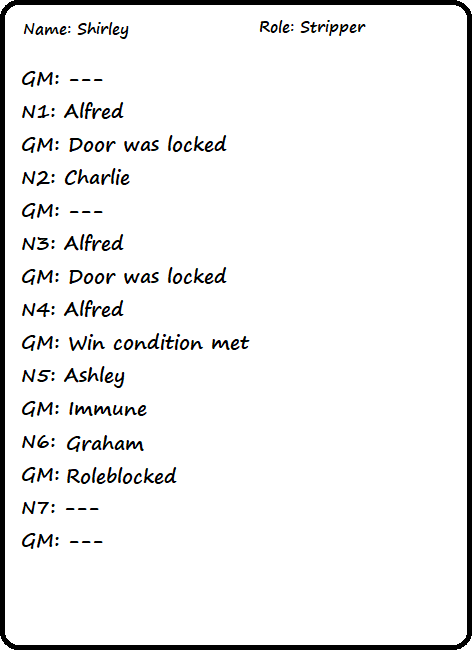 Name: Shirley Role: Stripper
GM: ---
N1: Alfred
GM: Door was locked
N2: Charlie
GM: ---
N3: Alfred
GM: Door was locked
N4: Alfred
GM: Win condition met
N5: Ashley
GM: Immune
N6: Graham
GM: Roleblocked
N7: ---
GM: ---